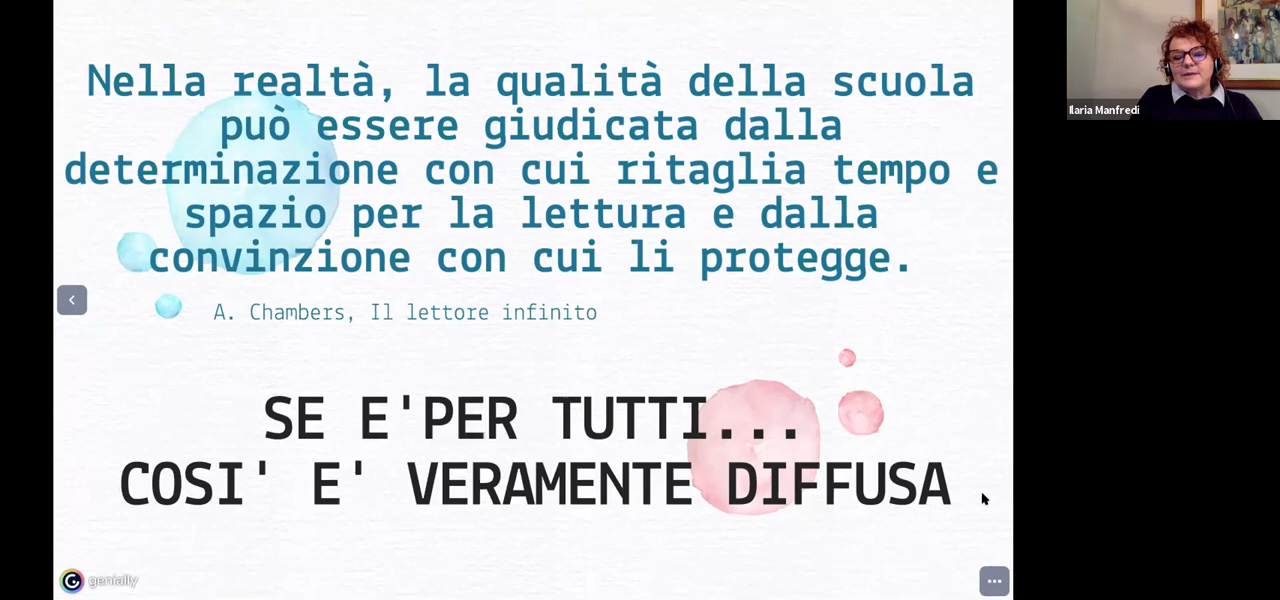 Nella realtà, la qualità della scuola
può essere giudicata dalla
determinazione con cui ritaglia tempo e
spazio per la lettura e dalla
convinzione con cui li protegge.
A. Chambers, Il lettore infinito
SE E'PER TUTTI...
COSI' E' VERAMENTE DIFFUSA
genially
Ilaria Manfredi